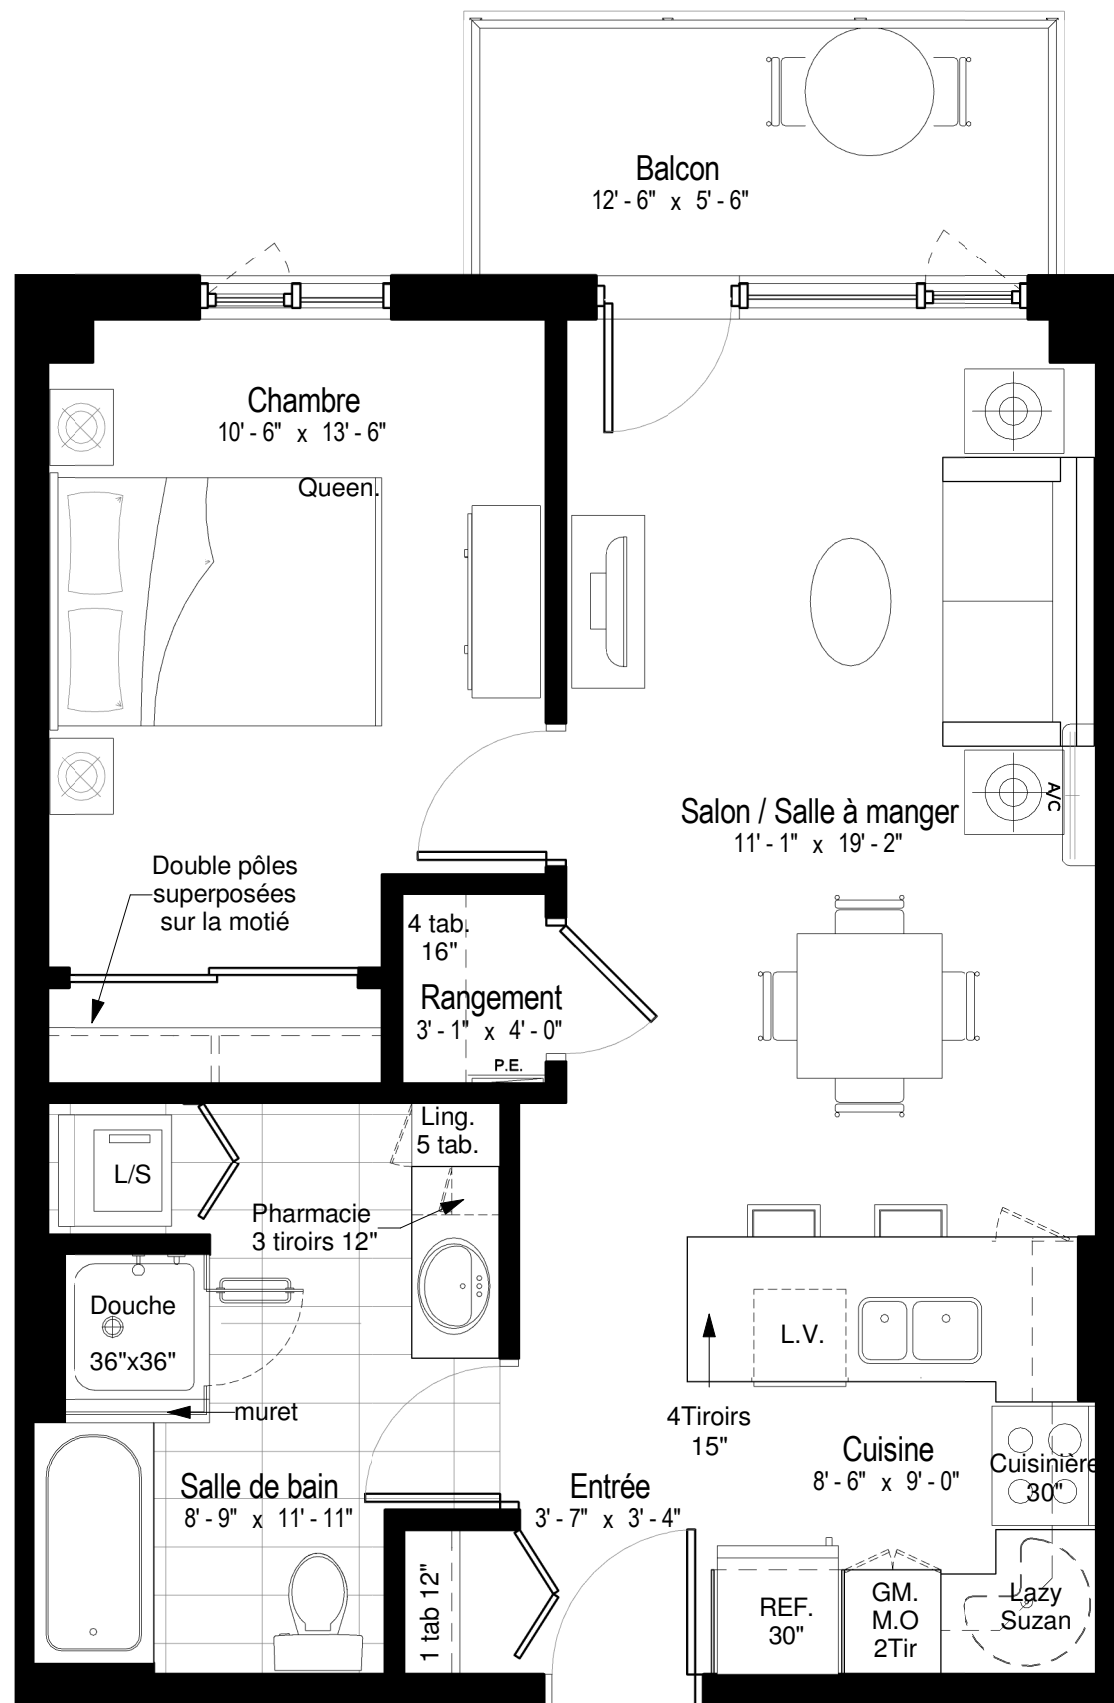 Balcon
12' - 6" x 5' - 6"
Chambre
10' - 6" x 13' - 6"
Queen.
Salon / Salle à manger
11' - 1" x 19' - 2"
A/C
Double pôles
superposées
sur la motié
4 tab.
16"
Rangement
3' - 1" x 4' - 0"
P.E.
Ling.
5 tab.
L/S
Pharmacie
3 tiroirs 12"
Douche
36"x36"
muret
L.V.
4Tiroirs
15"
Cuisine
8' - 6" x 9' - 0"
Cuisinière
30"
Salle de bain
8' - 9" x 11' - 11"
Entrée
3' - 7" x 3' - 4"
1 tab 12"
REF.
30"
GM.
M.O
2Tir
Lazy
Suzan